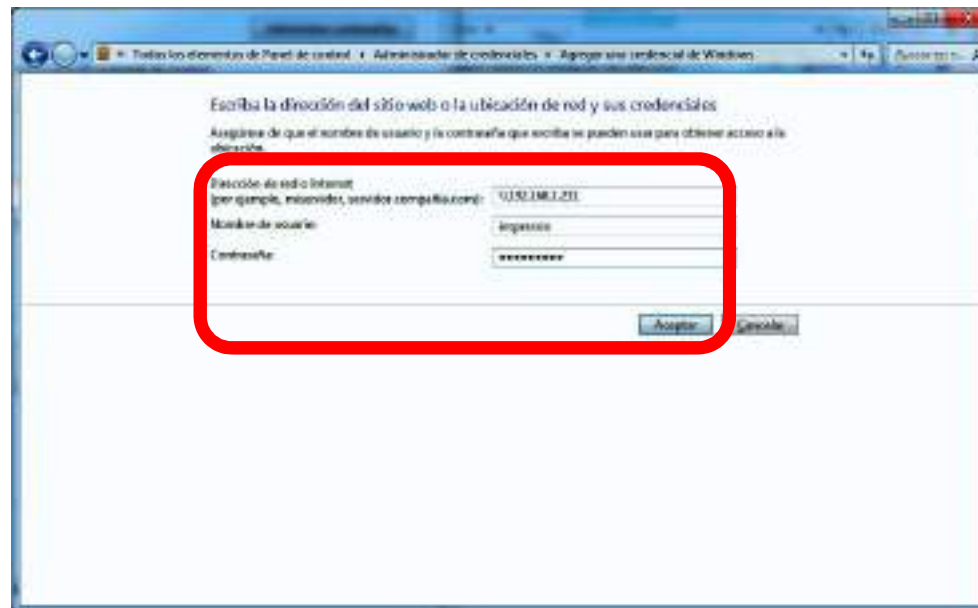 Todos los elementos de Panel de control Administrador de credenciales Agregar una credencial de Windows
Escriba la dirección del sitio web o la ubicación de red y sus credenciales
Asegúrese de que el nombre de usuario y la contraseña que escriba se pueden usar para obtener acceso a la
ubicación.
Dirección de red o Internet
(por ejemplo, miservidor, servidor.compañía.com):
Nombre de usuario:
Contraseña:
Aceptar Cancelar